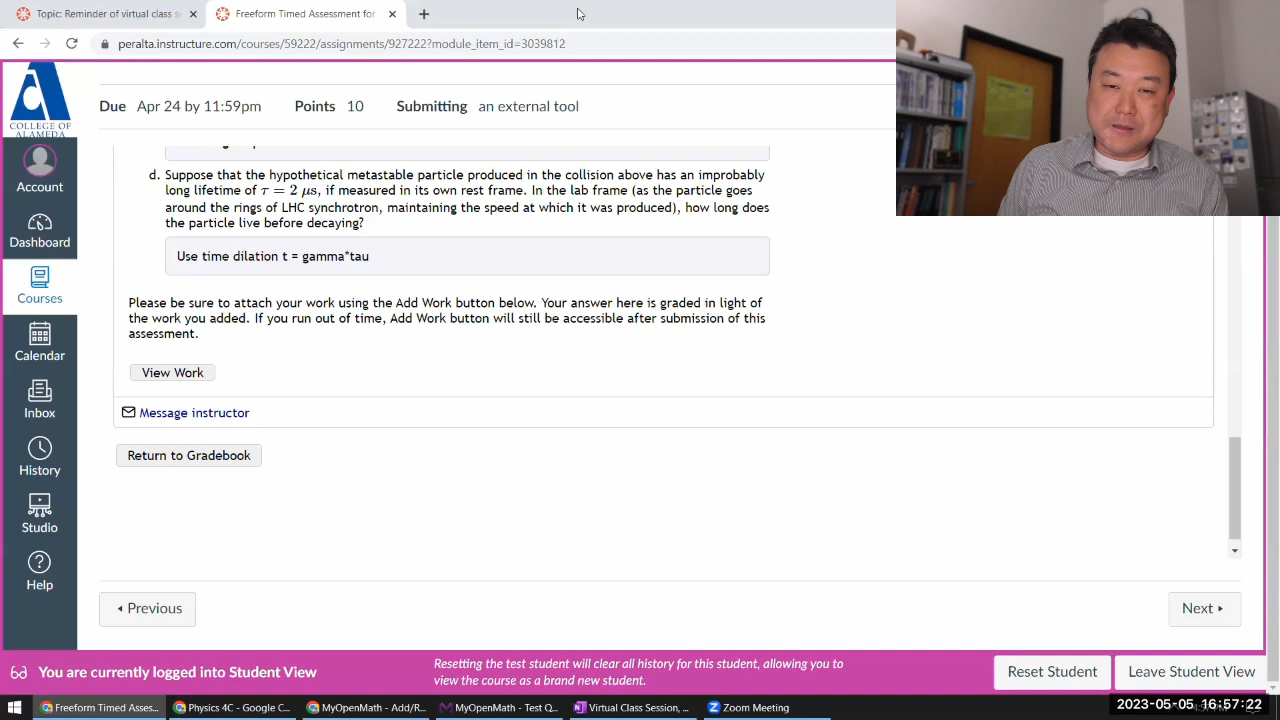 Topic: Reminder of virtual class s
Freeform Timed Assessment for
peralta.instructure.com/courses/59222/assignments/927222?module_item_id=3039812
COLLEGE OF
ALAMEDA
Account
Dashboard
Courses
Calendar
Inbox
History
Studio
Help
Due Apr 24 by 11:59pm Points 10 Submitting an external tool
d. Suppose that the hypothetical metastable particle produced in the collision above has an improbably
long lifetime of τ = 2 μs, if measured in its own rest frame. In the lab frame (as the particle goes
around the rings of LHC synchrotron, maintaining the speed at which it was produced), how long does
the particle live before decaying?
Use time dilation t = gamma*tau
Please be sure to attach your work using the Add Work button below. Your answer here is graded in light of
the work you added. If you run out of time, Add Work button will still be accessible after submission of this
assessment.
View Work
Message instructor
Return to Gradebook
Previous
Next
You are currently logged into Student View
Resetting the test student will clear all history for this student, allowing you to
view the course as a brand new student.
Reset Student
Leave Student View
Freeform Timed Asses...
Physics 4C - Google C...
MyOpenMath - Add/R...
MyOpenMath - Test Q...
Virtual Class Session, ...
Zoom Meeting
2023-05-05 16:57:22